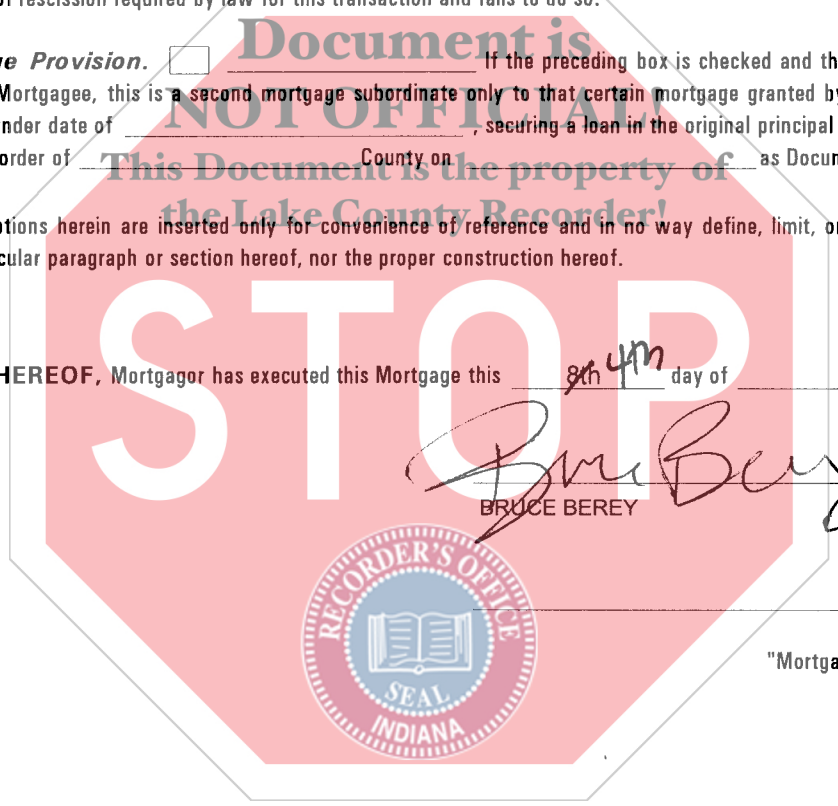 of rescission required by law for this transaction and fails to do so.
Document is
e Provision. If the preceding box is checked and th
Mortgagee, this is a second mortgage subordinate only to that certain mortgage granted by
NOT OFFICIAL!
nder date of , securing a loan in the original principal
order of County on as Docum
This Document is the property of
the Lake County Recorder!
tions herein are inserted only for convenience of reference and in no way define, limit, or
cular paragraph or section hereof, nor the proper construction hereof.
STOP
HEREOF, Mortgagor has executed this Mortgage this 8th 4th day of
Bruce Berey
BRUCE BEREY
RECORDER'S OFFICE
SEAL
INDIANA
"Mortga